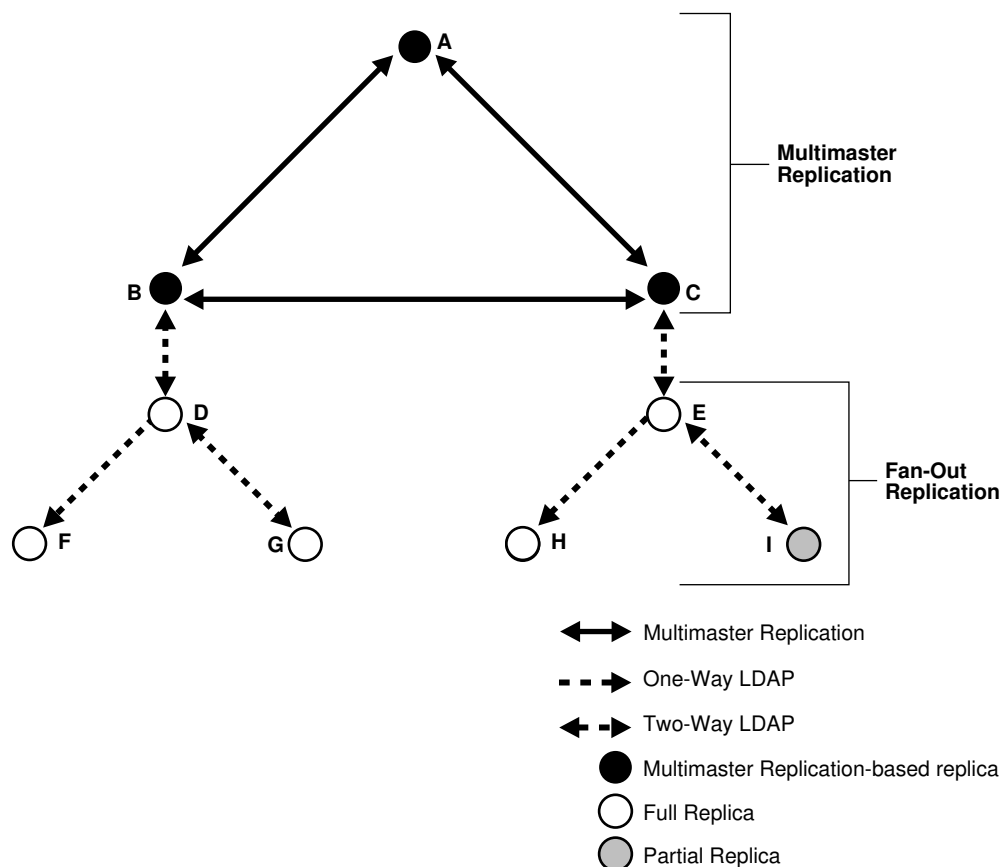 A
Multimaster
Replication
B
C
D
E
Fan-Out
Replication
F
G
H
I
Multimaster Replication
One-Way LDAP
Two-Way LDAP
Multimaster Replication-based replica
Full Replica
Partial Replica